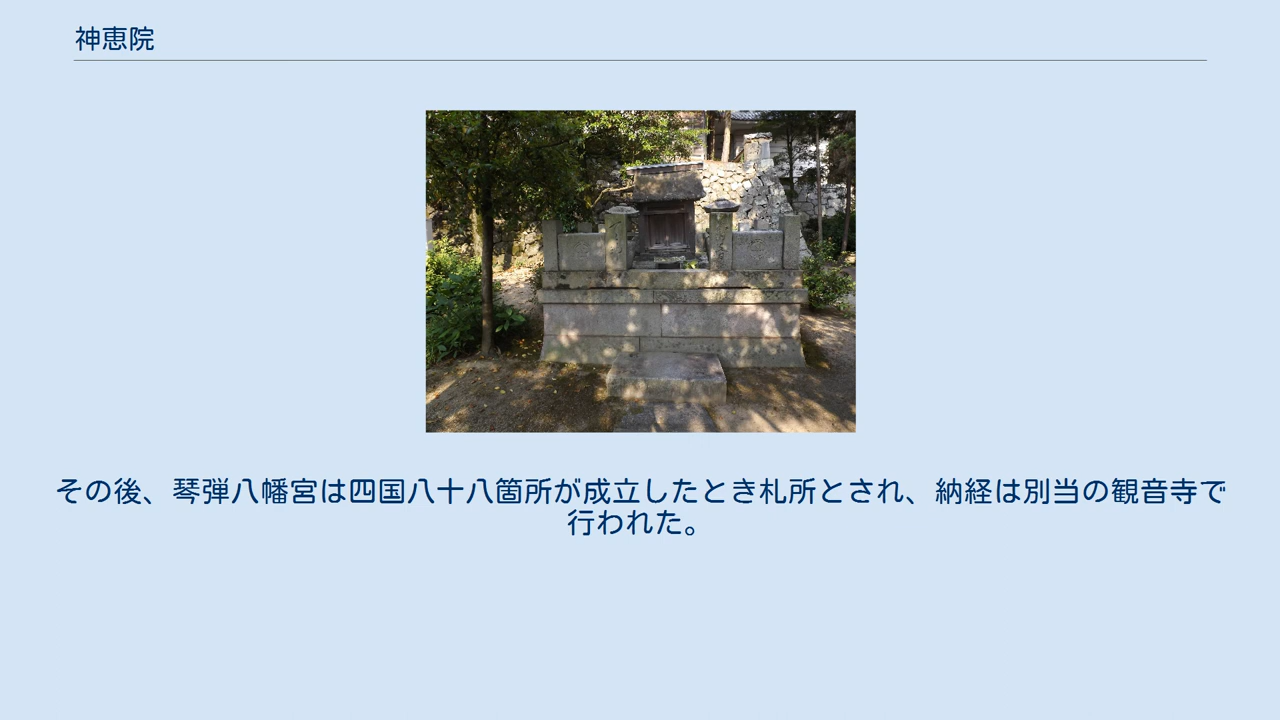 神恵院
その後、琴弾八幡宮は四国八十八箇所が成立したとき札所とされ、納経は別当の観音寺で
行われた。